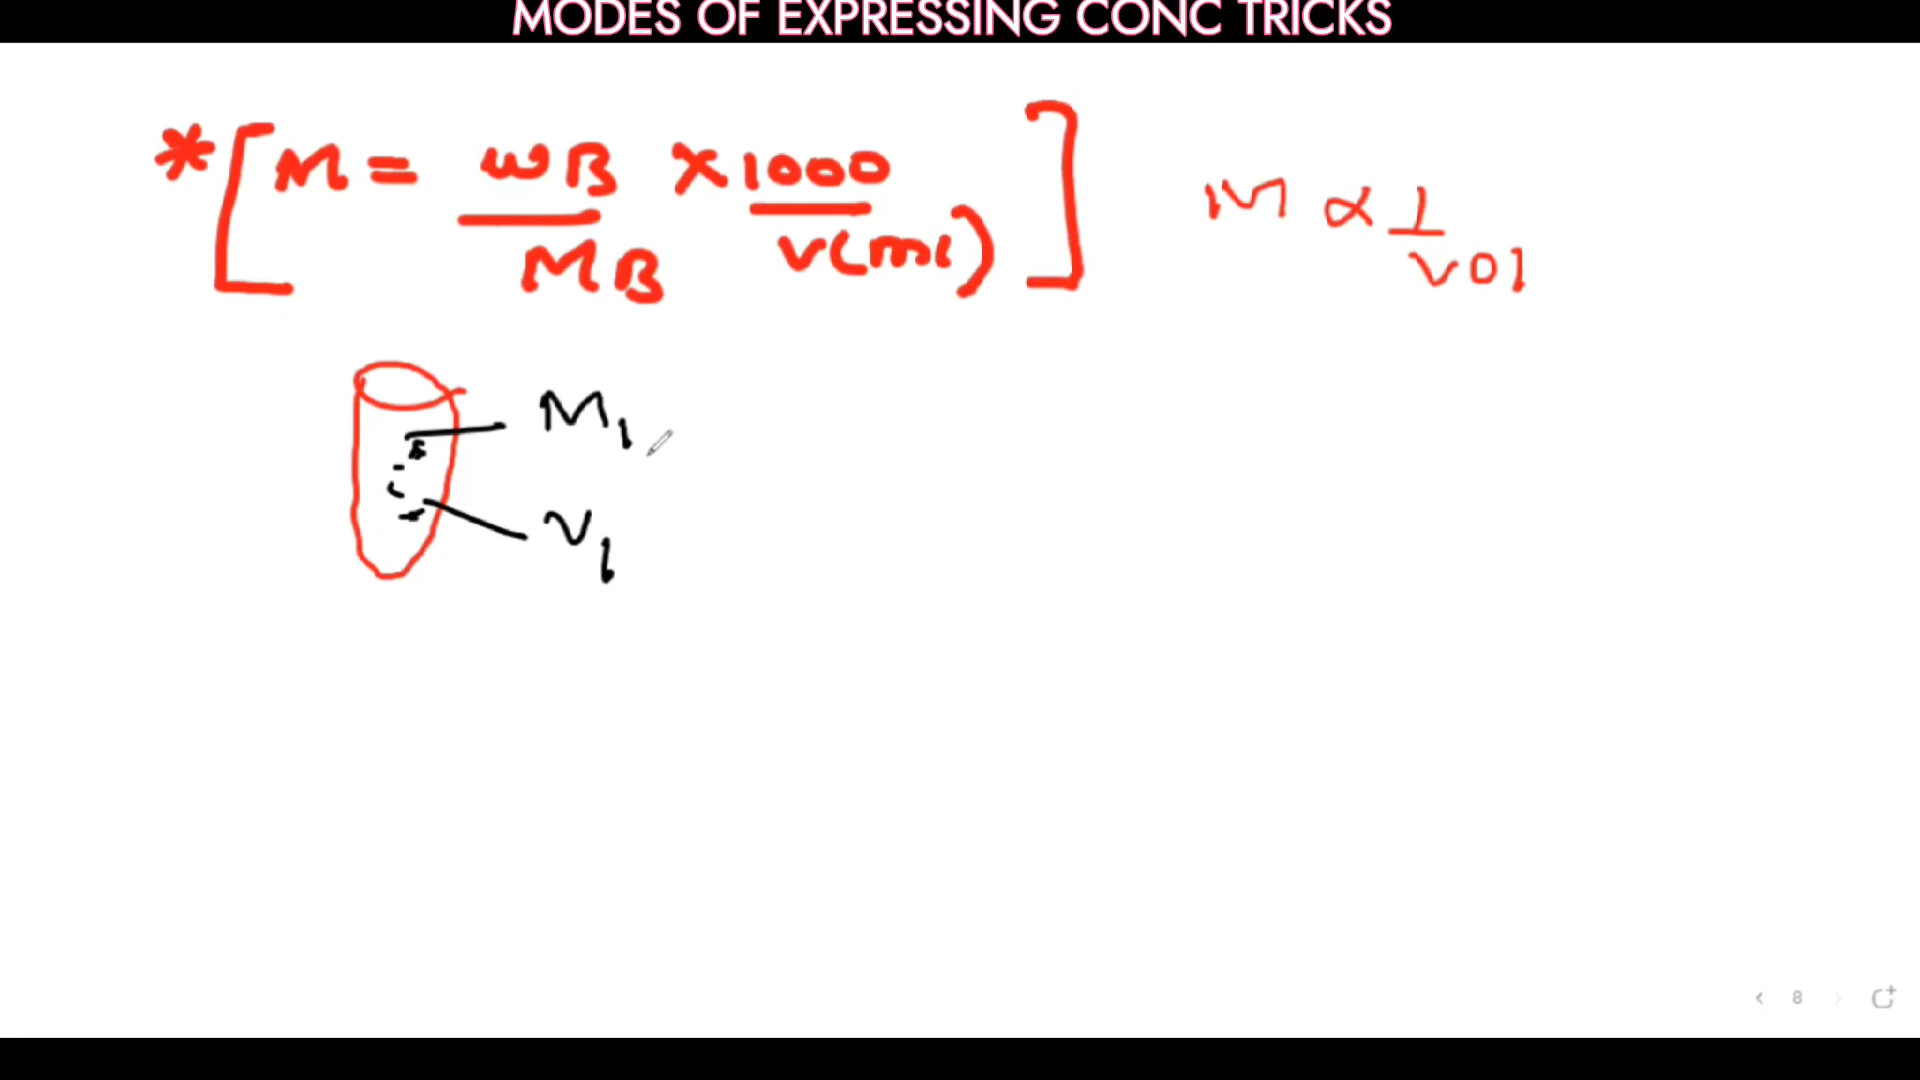 MODES OF EXPRESSING CONC TRICKS
* [ M = wB / MB × 1000 / V(ml) ]
M ∝ 1 / vol
M1
V1
8